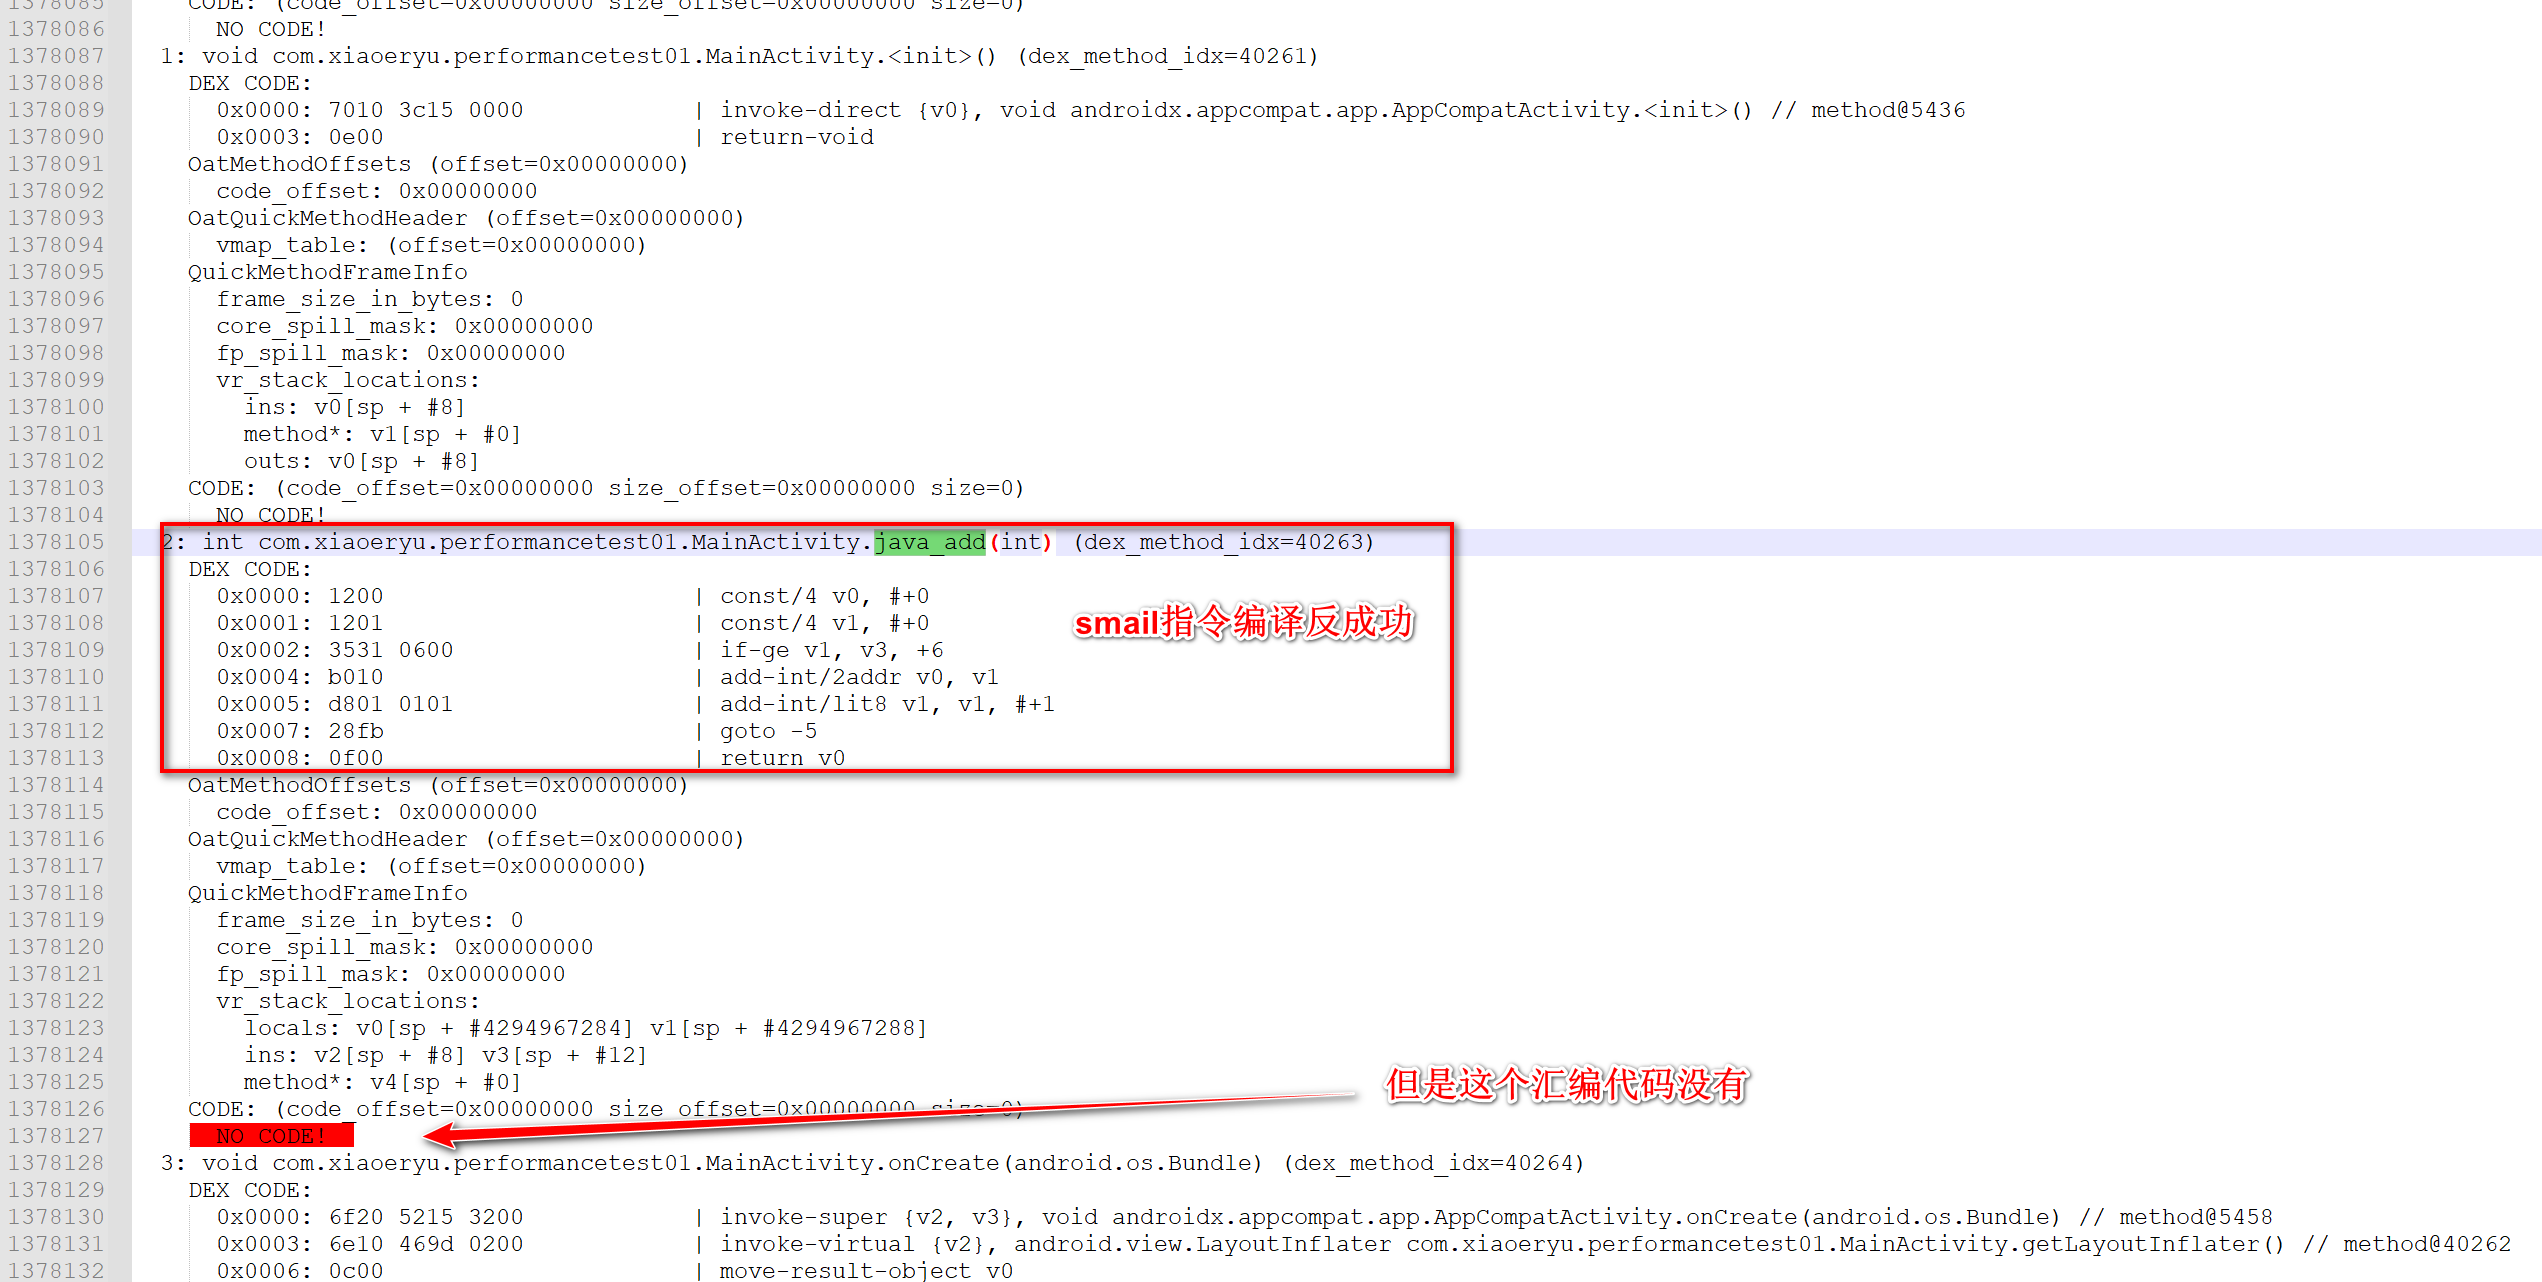 1378085 CODE: (code_offset=0x00000000 size_offset=0x00000000 size=0)
1378086 NO CODE!
1378087 1: void com.xiaoeryu.performancetest01.MainActivity.<init>() (dex_method_idx=40261)
1378088 DEX CODE:
1378089 0x0000: 7010 3c15 0000 | invoke-direct {v0}, void androidx.appcompat.app.AppCompatActivity.<init>() // method@5436
1378090 0x0003: 0e00 | return-void
1378091 OatMethodOffsets (offset=0x00000000)
1378092 code_offset: 0x00000000
1378093 OatQuickMethodHeader (offset=0x00000000)
1378094 vmap_table: (offset=0x00000000)
1378095 QuickMethodFrameInfo
1378096 frame_size_in_bytes: 0
1378097 core_spill_mask: 0x00000000
1378098 fp_spill_mask: 0x00000000
1378099 vr_stack_locations:
1378100 ins: v0[sp + #8]
1378101 method*: v1[sp + #0]
1378102 outs: v0[sp + #8]
1378103 CODE: (code_offset=0x00000000 size_offset=0x00000000 size=0)
1378104 NO CODE!
1378105 2: int com.xiaoeryu.performancetest01.MainActivity.java_add(int) (dex_method_idx=40263)
1378106 DEX CODE:
1378107 0x0000: 1200 | const/4 v0, #+0
1378108 0x0001: 1201 | const/4 v1, #+0
smail指令编译反成功
1378109 0x0002: 3531 0600 | if-ge v1, v3, +6
1378110 0x0004: b010 | add-int/2addr v0, v1
1378111 0x0005: d801 0101 | add-int/lit8 v1, v1, #+1
1378112 0x0007: 28fb | goto -5
1378113 0x0008: 0f00 | return v0
1378114 OatMethodOffsets (offset=0x00000000)
1378115 code_offset: 0x00000000
1378116 OatQuickMethodHeader (offset=0x00000000)
1378117 vmap_table: (offset=0x00000000)
1378118 QuickMethodFrameInfo
1378119 frame_size_in_bytes: 0
1378120 core_spill_mask: 0x00000000
1378121 fp_spill_mask: 0x00000000
1378122 vr_stack_locations:
1378123 locals: v0[sp + #4294967284] v1[sp + #4294967288]
1378124 ins: v2[sp + #8] v3[sp + #12]
1378125 method*: v4[sp + #0]
但是这个汇编代码没有
1378126 CODE: (code_offset=0x00000000 size_offset=0x00000000 size=0)
1378127 NO CODE!
1378128 3: void com.xiaoeryu.performancetest01.MainActivity.onCreate(android.os.Bundle) (dex_method_idx=40264)
1378129 DEX CODE:
1378130 0x0000: 6f20 5215 3200 | invoke-super {v2, v3}, void androidx.appcompat.app.AppCompatActivity.onCreate(android.os.Bundle) // method@5458
1378131 0x0003: 6e10 469d 0200 | invoke-virtual {v2}, android.view.LayoutInflater com.xiaoeryu.performancetest01.MainActivity.getLayoutInflater() // method@40262
1378132 0x0006: 0c00 | move-result-object v0